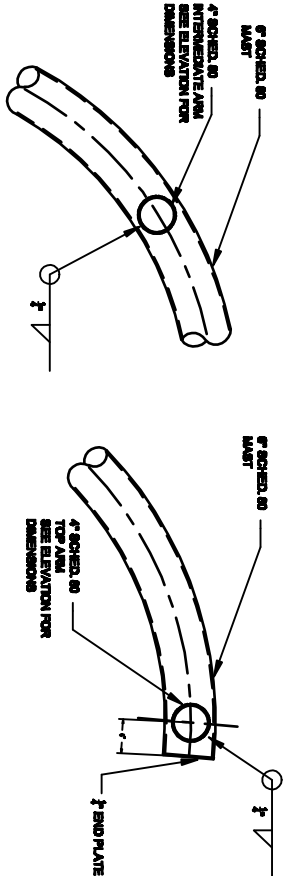 6" SCHED. 80
MAST
4" SCHED. 80
INTERMEDIATE ARM
SEE ELEVATION FOR
DIMENSIONS
6" SCHED. 80
MAST
4" SCHED. 80
TOP ARM
SEE ELEVATION FOR
DIMENSIONS
END PLATE